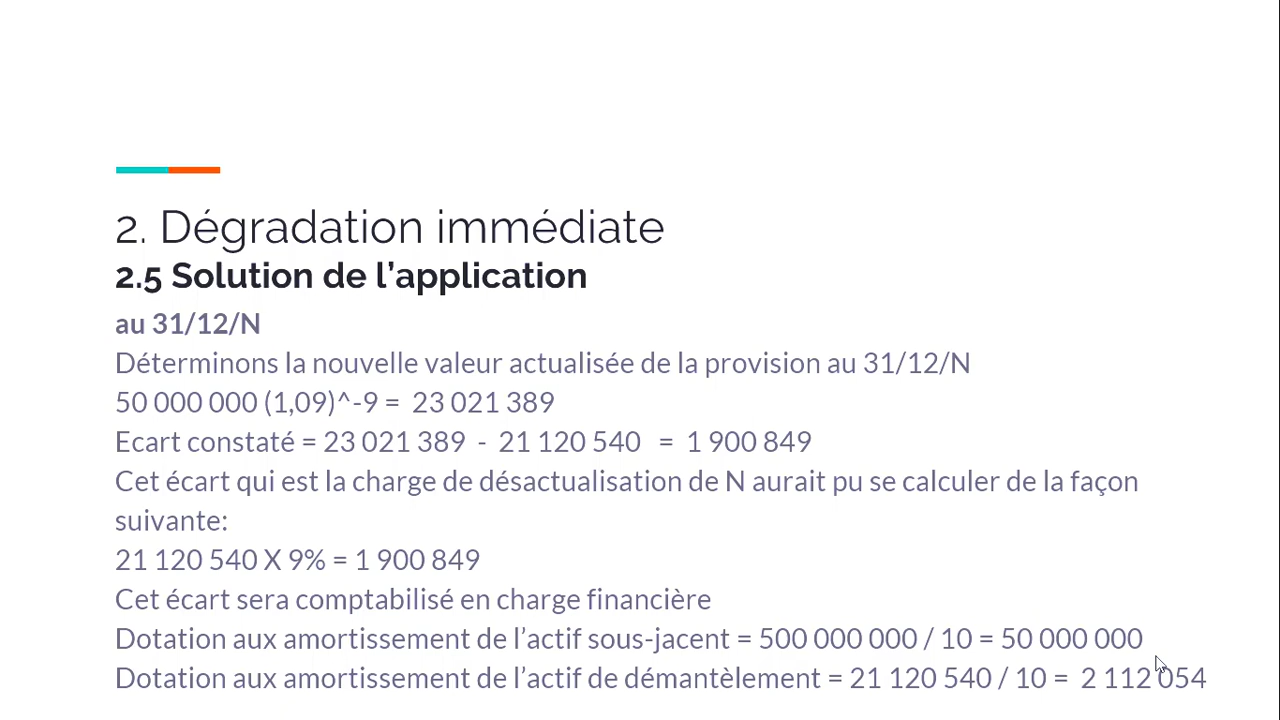 2. Dégradation immédiate
2.5 Solution de l’application
au 31/12/N
Déterminons la nouvelle valeur actualisée de la provision au 31/12/N
50 000 000 (1,09)^-9 = 23 021 389
Ecart constaté = 23 021 389 - 21 120 540 = 1 900 849
Cet écart qui est la charge de désactualisation de N aurait pu se calculer de la façon
suivante:
21 120 540 X 9% = 1 900 849
Cet écart sera comptabilisé en charge financière
Dotation aux amortissement de l’actif sous-jacent = 500 000 000 / 10 = 50 000 000
Dotation aux amortissement de l’actif de démantèlement = 21 120 540 / 10 = 2 112 054